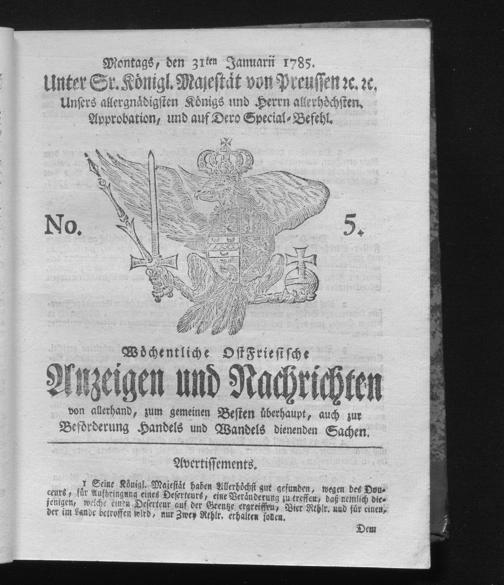 Montags, den 31ten Januarii 1785.
Unter Sr. Königl. Majestät von Preussen ꝛc. ꝛc.
Unsers allergnädigsten Königs und Herrn allerhöchsten.
Approbation, und auf Dero Special-Befehl.
No. 5.
Wöchentliche OstFriesische
Anzeigen und Nachrichten
von allerhand, zum gemeinen Besten überhaupt, auch zur
Beförderung Handels und Wandels dienenden Sachen.
Avertissements.
1 Seine Königl. Majestät haben Allerhöchst gut gefunden, wegen des Dou-
ceurs, für Aufbringung eines Deserteurs, eine Veränderung zu treffen, daß nemlich die-
jenigen, welche einen Deserteur auf der Grentze ergreiffen, Vier Rthlr. und für einen,
der im Lande betroffen wird, nur Zwey Rthlr. erhalten sollen.
Dem